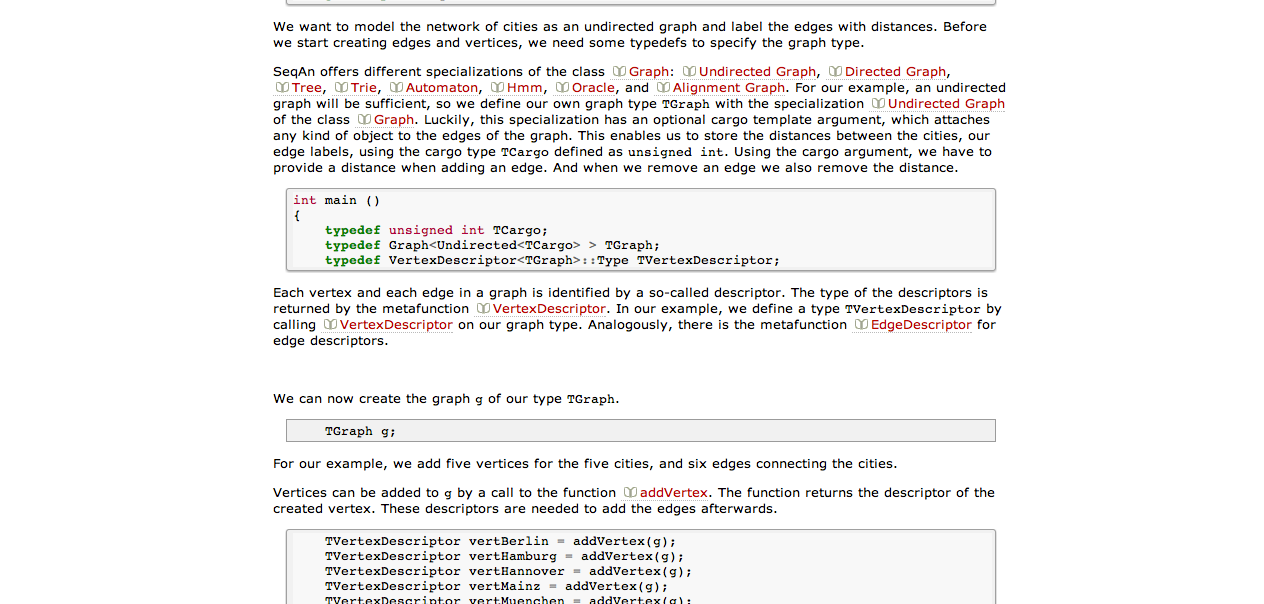 We want to model the network of cities as an undirected graph and label the edges with distances. Before
we start creating edges and vertices, we need some typedefs to specify the graph type.
SeqAn offers different specializations of the class Graph: Undirected Graph, Directed Graph,
Tree, Trie, Automaton, Hmm, Oracle, and Alignment Graph. For our example, an undirected
graph will be sufficient, so we define our own graph type TGraph with the specialization Undirected Graph
of the class Graph. Luckily, this specialization has an optional cargo template argument, which attaches
any kind of object to the edges of the graph. This enables us to store the distances between the cities, our
edge labels, using the cargo type TCargo defined as unsigned int. Using the cargo argument, we have to
provide a distance when adding an edge. And when we remove an edge we also remove the distance.
int main ()
{
    typedef unsigned int TCargo;
    typedef Graph<Undirected<TCargo> > TGraph;
    typedef VertexDescriptor<TGraph>::Type TVertexDescriptor;
Each vertex and each edge in a graph is identified by a so-called descriptor. The type of the descriptors is
returned by the metafunction VertexDescriptor. In our example, we define a type TVertexDescriptor by
calling VertexDescriptor on our graph type. Analogously, there is the metafunction EdgeDescriptor for
edge descriptors.
We can now create the graph g of our type TGraph.
    TGraph g;
For our example, we add five vertices for the five cities, and six edges connecting the cities.
Vertices can be added to g by a call to the function addVertex. The function returns the descriptor of the
created vertex. These descriptors are needed to add the edges afterwards.
    TVertexDescriptor vertBerlin = addVertex(g);
    TVertexDescriptor vertHamburg = addVertex(g);
    TVertexDescriptor vertHannover = addVertex(g);
    TVertexDescriptor vertMainz = addVertex(g);
    TVertexDescriptor vertMuenchen = addVertex(g);